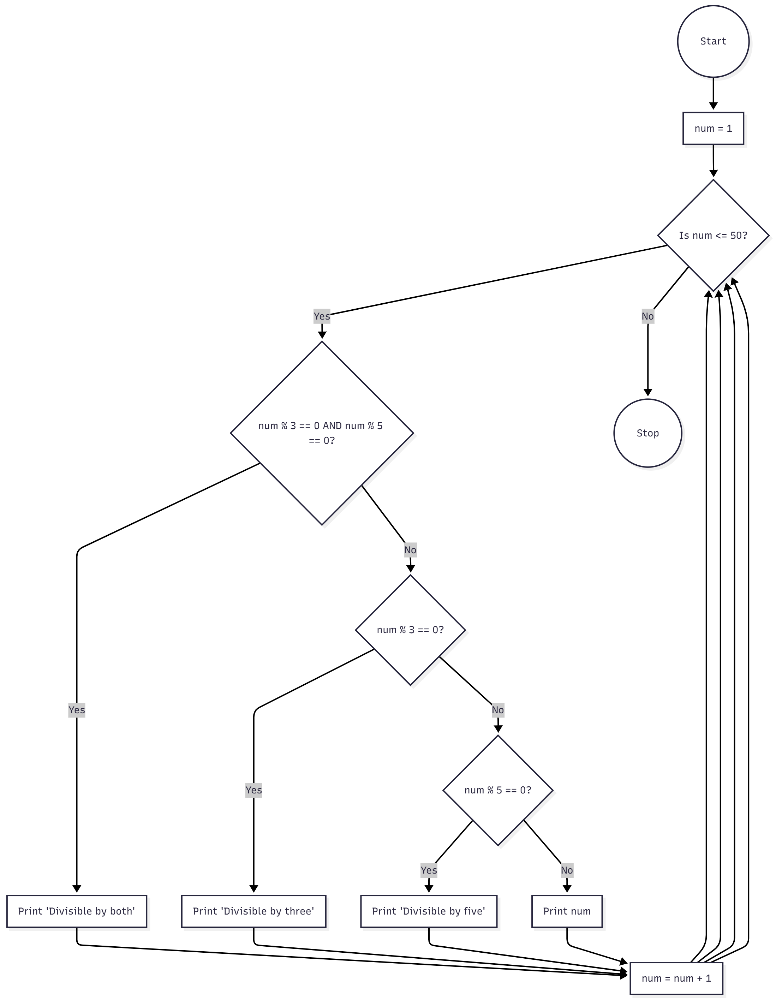 Start
num = 1
Is num <= 50?
Yes
No
num % 3 == 0 AND num % 5
== 0?
Stop
No
num % 3 == 0?
Yes
No
Yes
num % 5 == 0?
Yes
No
Print 'Divisible by both'
Print 'Divisible by three'
Print 'Divisible by five'
Print num
num = num + 1